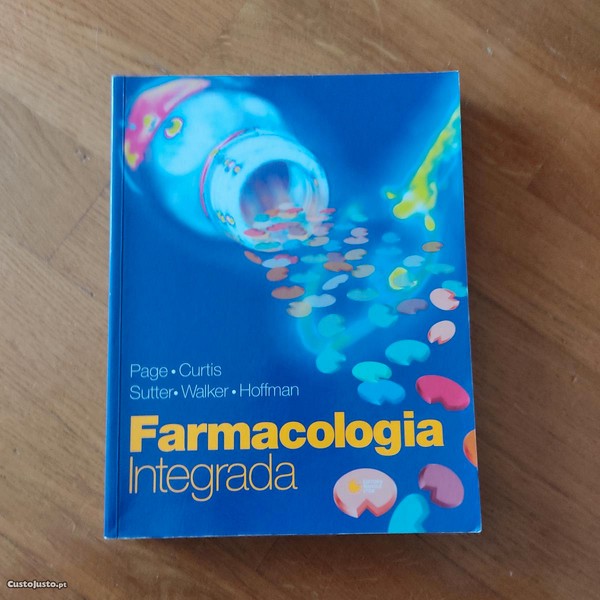 Page • Curtis
Sutter • Walker • Hoffman
Farmacologia
Integrada
CustoJusto.pt